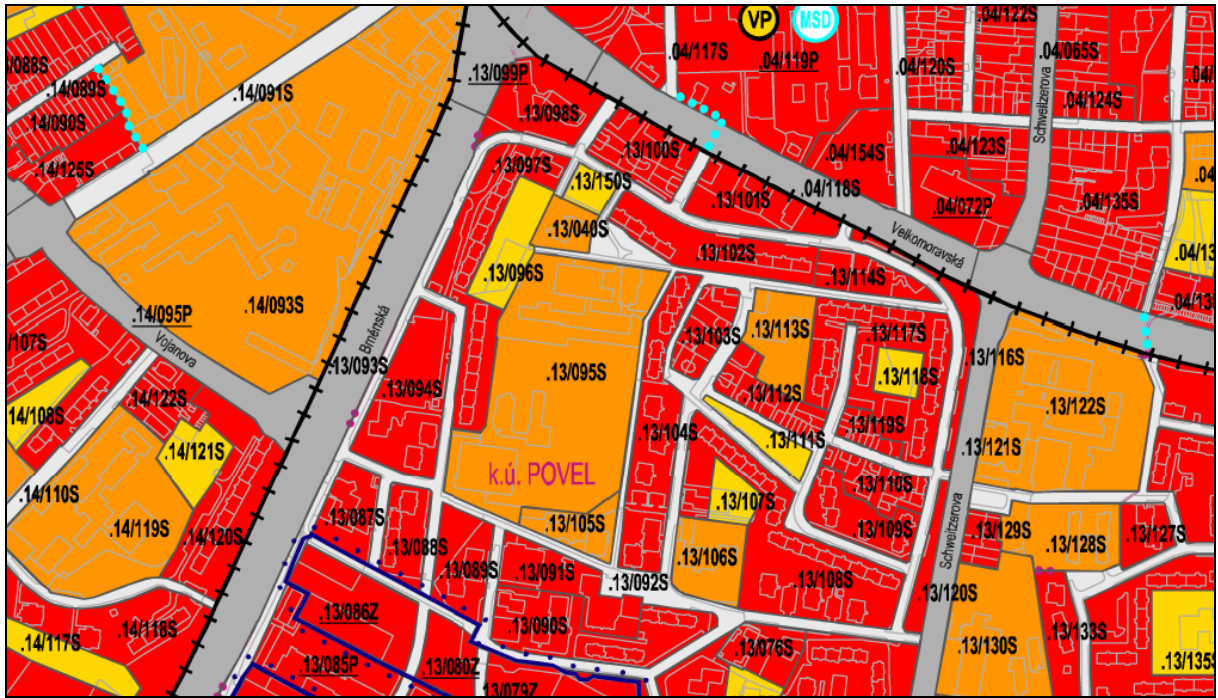 VP
MSD
.04/122S
/088S
.14/089S
.14/091S
.13/099P
.04/117S
.04/119P
.04/120S
.04/065S
.04/124S
Schweitzerova
14/090S
.13/098S
.13/100S
.04/123S
.04/154S
.14/125S
.13/097S
.13/150S
.13/101S
.04/118S
.04/072P
.04/135S
.13/040S
Velkomoravská
.13/102S
.13/096S
.13/114S
.14/093S
.14/095P
Vojanova
Brněnská
.13/103S
.13/113S
.13/117S
/107S
.13/093S
.13/095S
.13/116S
.13/094S
.13/112S
.13/118S
14/122S
.14/108S
.13/122S
.13/119S
.13/104S
.13/111S
.14/121S
.13/121S
k.ú. POVEL
.14/110S
.13/107S
.13/110S
.14/119S
.13/087S
.13/105S
.13/109S
.13/129S
.13/127S
.14/120S
.13/088S
.13/106S
Schweitzerova
.13/128S
.13/089S
.13/091S
.13/092S
.13/108S
.13/120S
.13/086Z
.13/090S
.14/118S
.13/133S
14/117S
.13/076S
.13/130S
.13/085P
.13/080Z
.13/135S
13/079Z